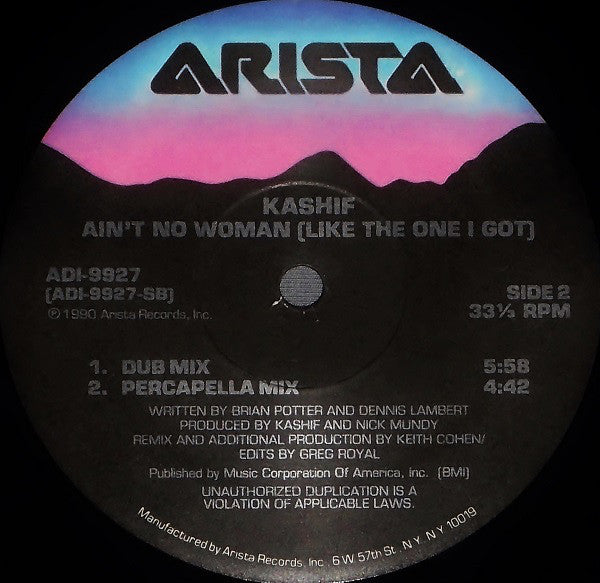 ARISTA
KASHIF
AIN'T NO WOMAN (LIKE THE ONE I GOT)
ADI-9927
(ADI-9927-SB)
℗ 1990 Arista Records, Inc.
SIDE 2
33⅓ RPM
1. DUB MIX 5:58
2. PERCAPELLA MIX 4:42
WRITTEN BY BRIAN POTTER AND DENNIS LAMBERT
PRODUCED BY KASHIF AND NICK MUNDY
REMIX AND ADDITIONAL PRODUCTION BY KEITH COHEN/
EDITS BY GREG ROYAL
Published by Music Corporation Of America, Inc. (BMI)
UNAUTHORIZED DUPLICATION IS A
VIOLATION OF APPLICABLE LAWS.
Manufactured by Arista Records, Inc. 6 W 57th St., N.Y. N.Y 10019